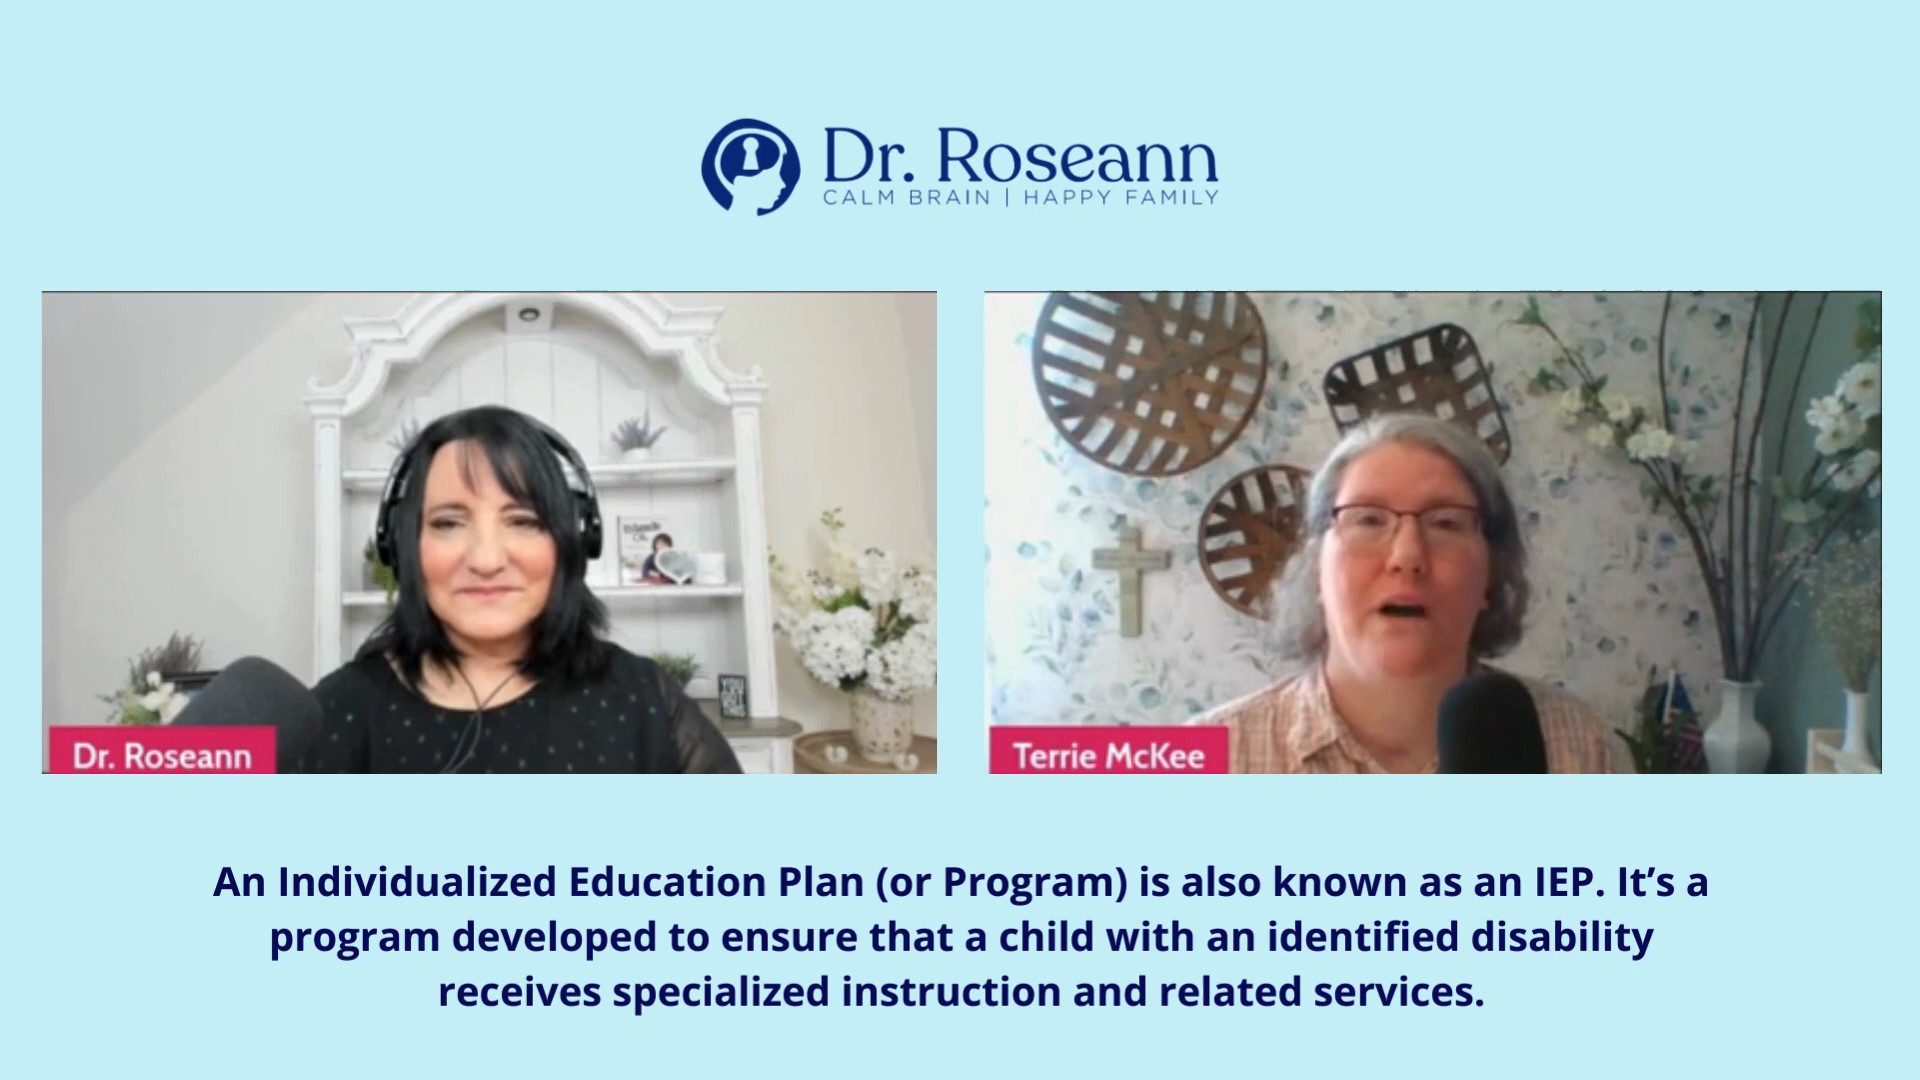 Dr. Roseann
CALM BRAIN | HAPPY FAMILY
Dr. Roseann
Terrie McKee
An Individualized Education Plan (or Program) is also known as an IEP. It’s a
program developed to ensure that a child with an identified disability
receives specialized instruction and related services.